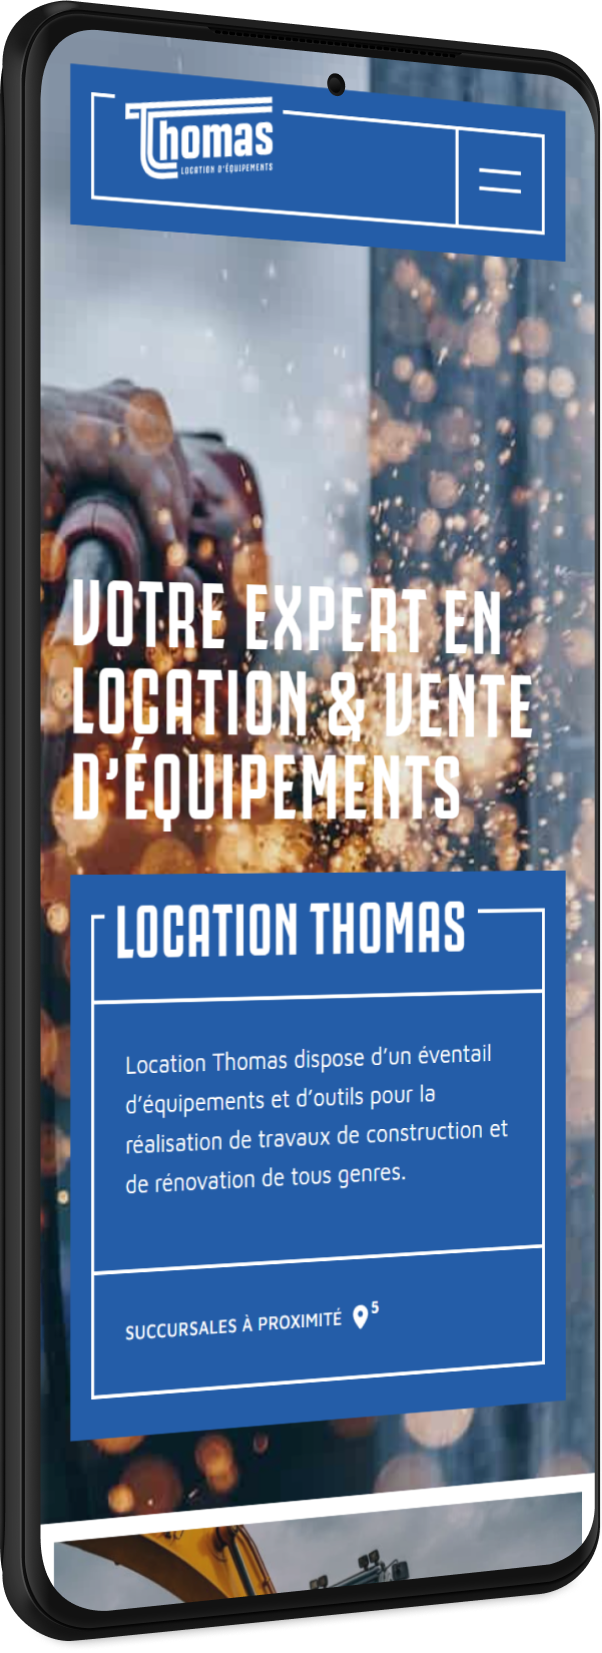 Thomas
LOCATION D'ÉQUIPEMENTS
VOTRE EXPERT EN
LOCATION & VENTE
D'ÉQUIPEMENTS
LOCATION THOMAS
Location Thomas dispose d'un éventail
d'équipements et d'outils pour la
réalisation de travaux de construction et
de rénovation de tous genres.
SUCCURSALES À PROXIMITÉ 5